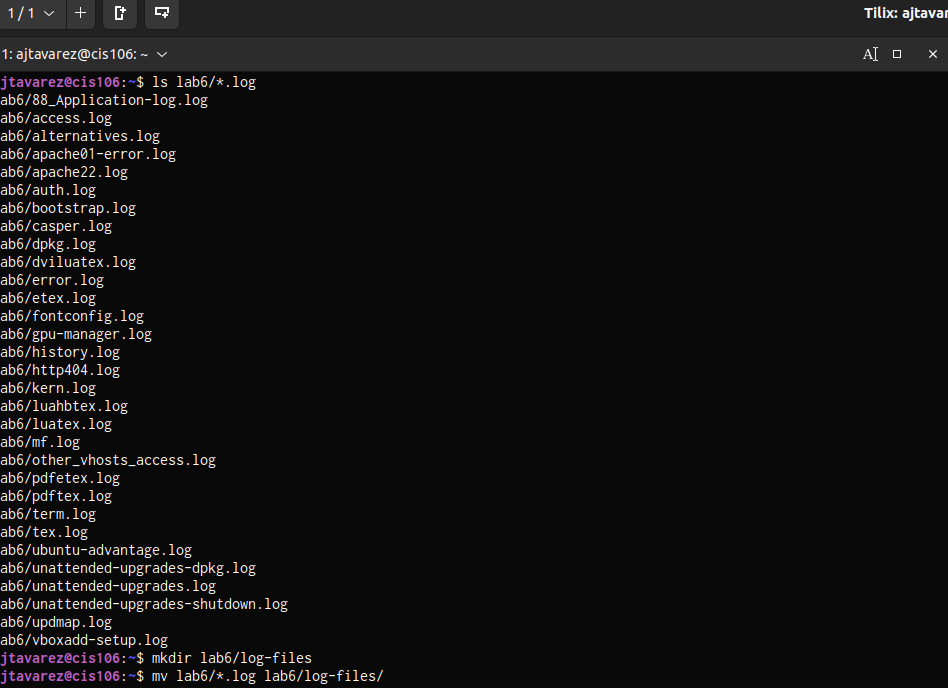 1 / 1
Tilix: ajtavar
1: ajtavarez@cis106: ~
jtavarez@cis106:~$ ls lab6/*.log
ab6/88_Application-log.log
ab6/access.log
ab6/alternatives.log
ab6/apache01-error.log
ab6/apache22.log
ab6/auth.log
ab6/bootstrap.log
ab6/casper.log
ab6/dpkg.log
ab6/dviluatex.log
ab6/error.log
ab6/etex.log
ab6/fontconfig.log
ab6/gpu-manager.log
ab6/history.log
ab6/http404.log
ab6/kern.log
ab6/luahbtex.log
ab6/luatex.log
ab6/mf.log
ab6/other_vhosts_access.log
ab6/pdfetex.log
ab6/pdftex.log
ab6/term.log
ab6/tex.log
ab6/ubuntu-advantage.log
ab6/unattended-upgrades-dpkg.log
ab6/unattended-upgrades.log
ab6/unattended-upgrades-shutdown.log
ab6/updmap.log
ab6/vboxadd-setup.log
jtavarez@cis106:~$ mkdir lab6/log-files
jtavarez@cis106:~$ mv lab6/*.log lab6/log-files/